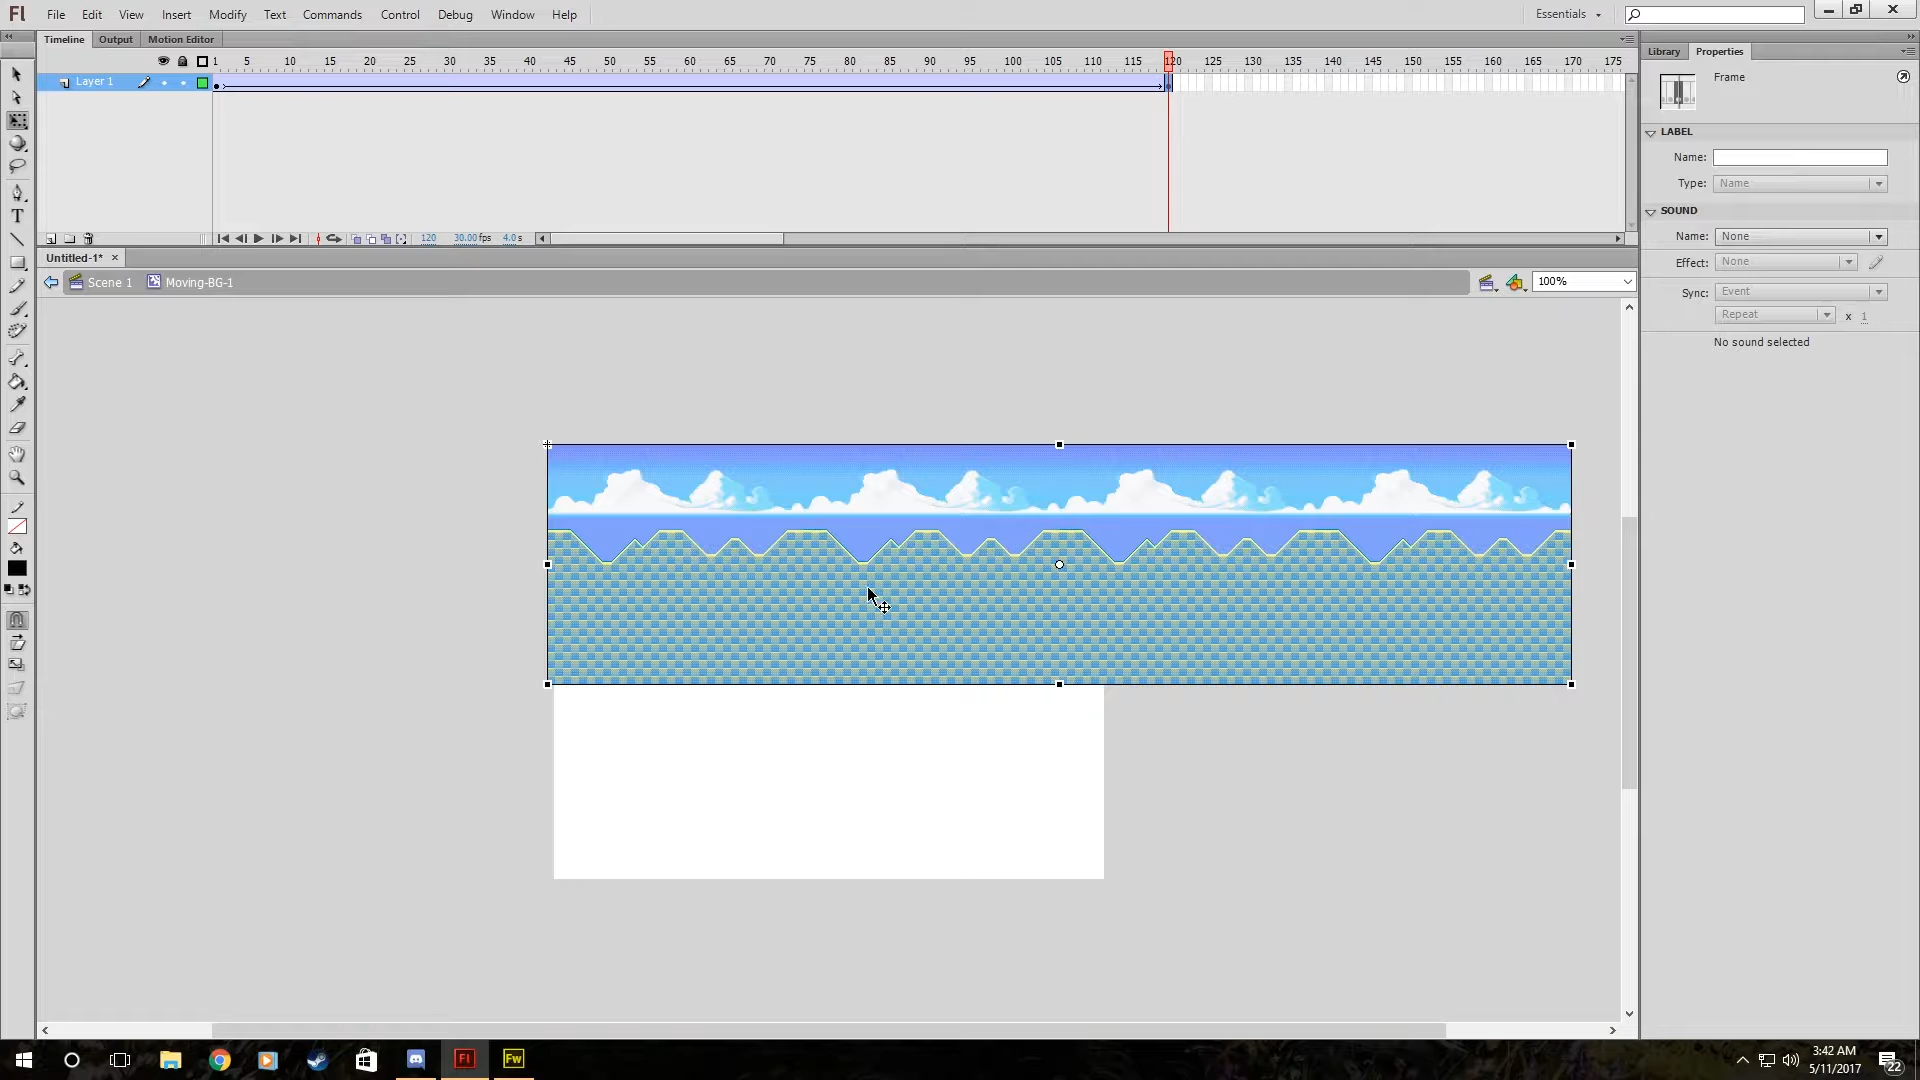 Fl File Edit View Insert Modify Text Commands Control Debug Window Help Essentials
Timeline Output Motion Editor
Library Properties
1 5 10 15 20 25 30 35 40 45 50 55 60 65 70 75 80 85 90 95 100 105 110 115 120 125 130 135 140 145 150 155 160 165 170 175
Layer 1
Frame
LABEL
Name:
Type: Name
SOUND
Name: None
Effect: None
Sync: Event
Repeat x 1
No sound selected
120 30.00 fps 4.0 s
Untitled-1* ×
Scene 1 Moving-BG-1 100%
T
Fl Fw
3:42 AM
5/11/2017
22